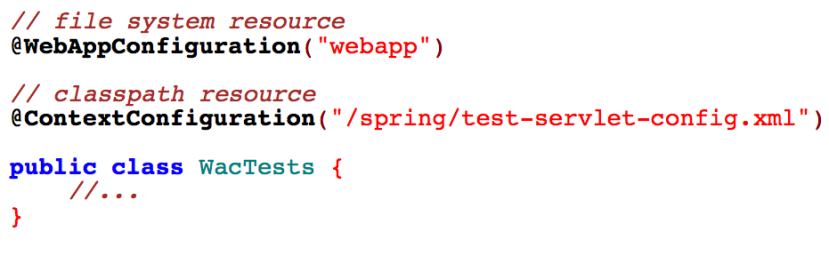 // file system resource
@WebAppConfiguration("webapp")
// classpath resource
@ContextConfiguration("/spring/test-servlet-config.xml")
public class WacTests {
//...
}